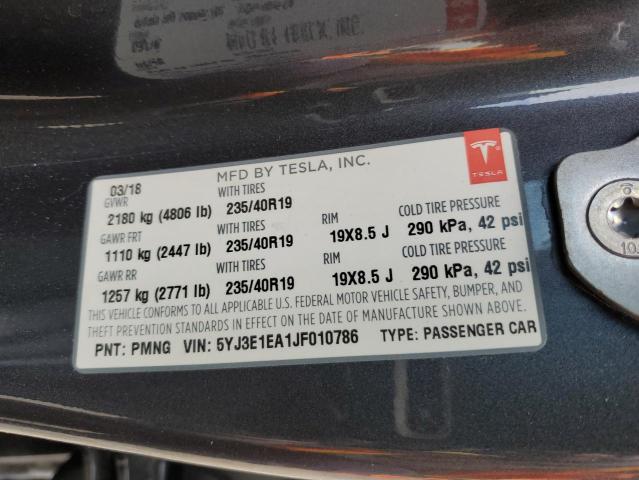 MFD BY TESLA, INC.
TESLA
03/18
GVWR
WITH TIRES
2180 kg (4806 lb) 235/40R19
GAWR FRT WITH TIRES RIM COLD TIRE PRESSURE
1110 kg (2447 lb) 235/40R19 19X8.5 J 290 kPa, 42 psi
GAWR RR WITH TIRES RIM COLD TIRE PRESSURE
1257 kg (2771 lb) 235/40R19 19X8.5 J 290 kPa, 42 psi
THIS VEHICLE CONFORMS TO ALL APPLICABLE U.S. FEDERAL MOTOR VEHICLE SAFETY, BUMPER, AND
THEFT PREVENTION STANDARDS IN EFFECT ON THE DATE OF MANUFACTURE SHOWN ABOVE.
PNT: PMNG VIN: 5YJ3E1EA1JF010786 TYPE: PASSENGER CAR